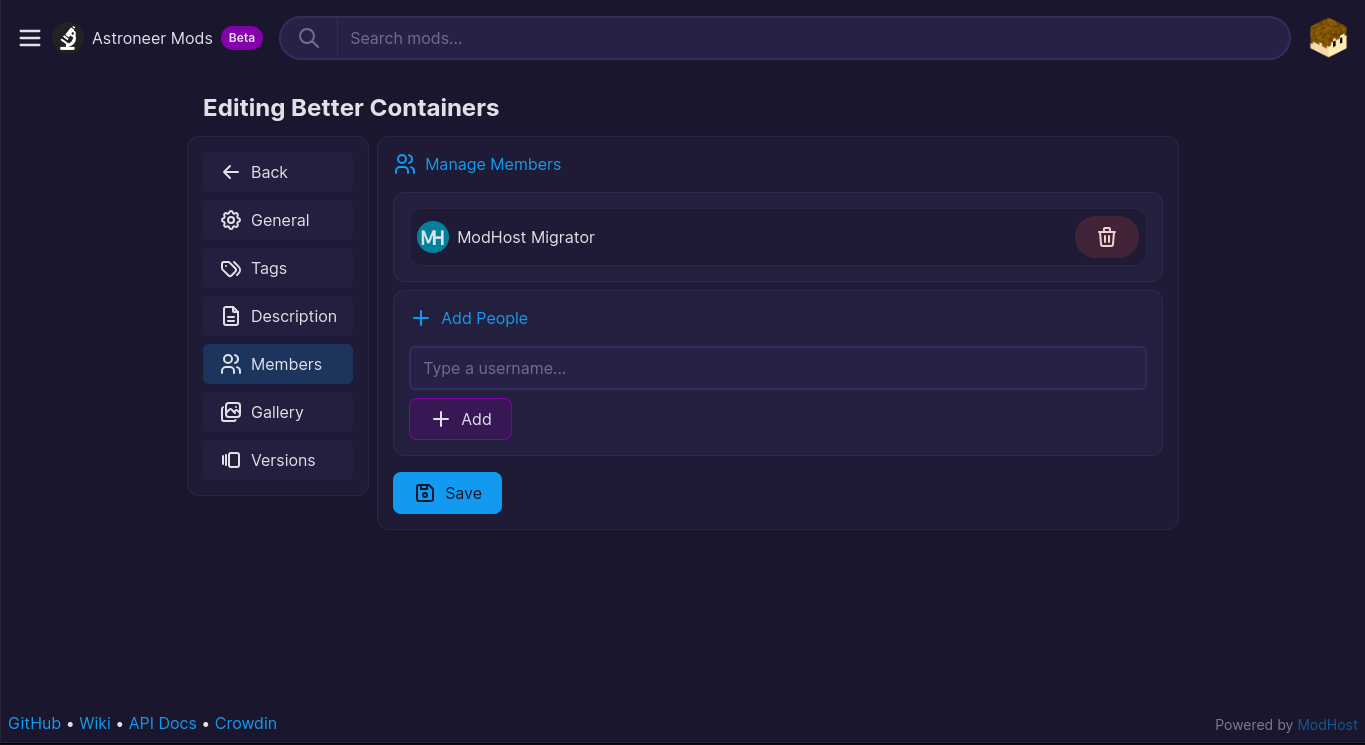 Astroneer Mods Beta Search mods...
Editing Better Containers
Back
General
Tags
Description
Members
Gallery
Versions
Manage Members
MH ModHost Migrator
Add People
Type a username...
Add
Save
GitHub • Wiki • API Docs • Crowdin
Powered by ModHost